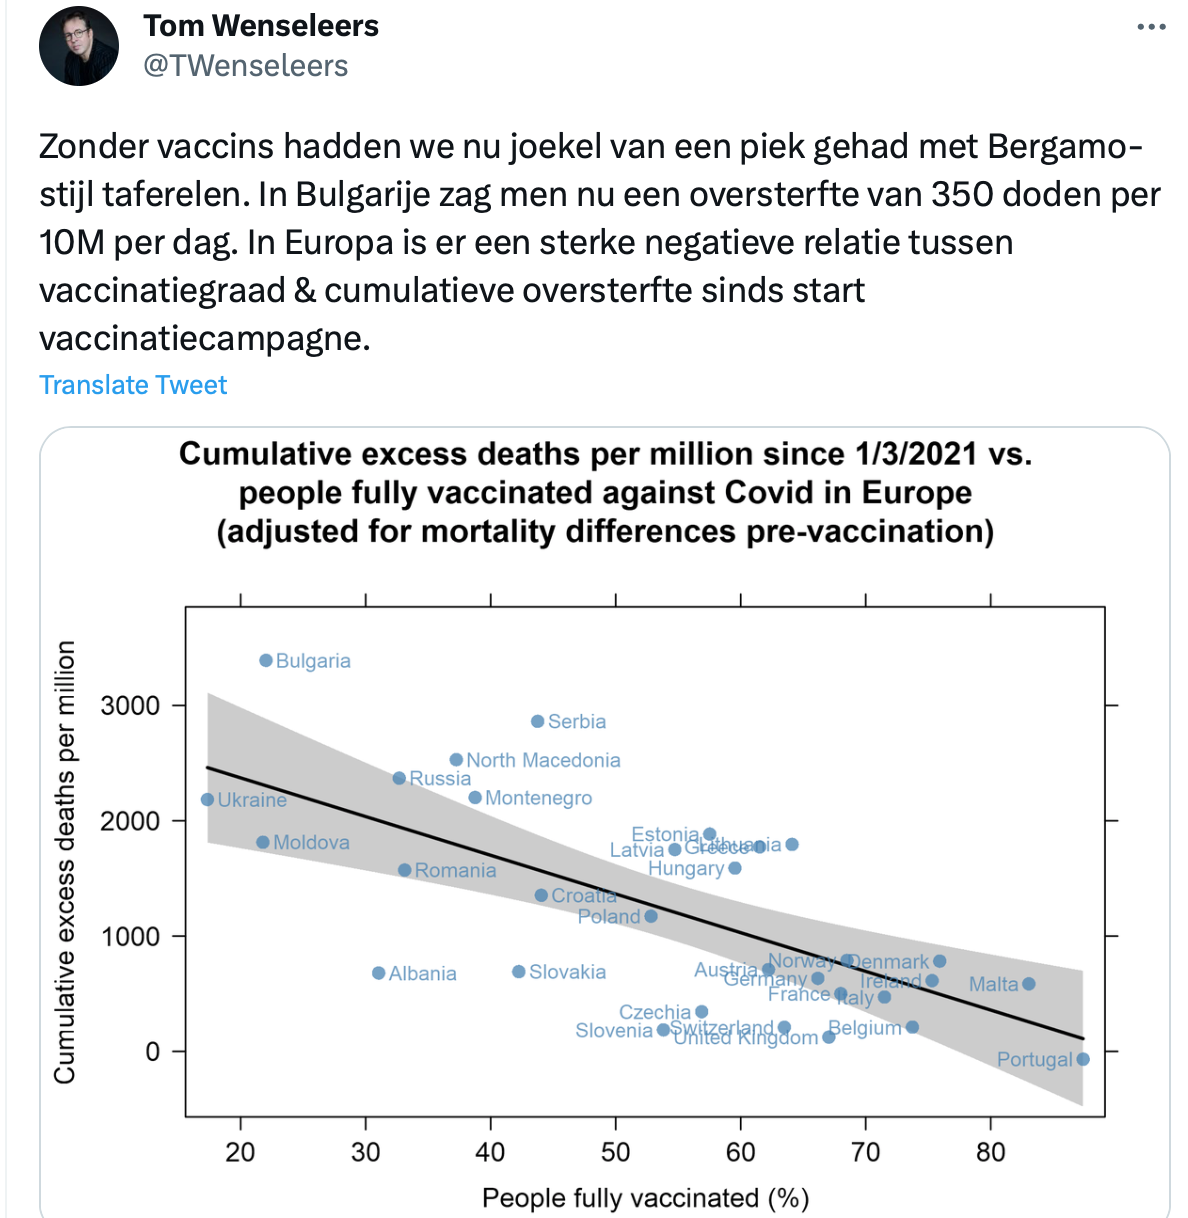 Tom Wenseleers
@TWenseleers
Zonder vaccins hadden we nu joekel van een piek gehad met Bergamo-
stijl taferelen. In Bulgarije zag men nu een oversterfte van 350 doden per
10M per dag. In Europa is er een sterke negatieve relatie tussen
vaccinatiegraad & cumulatieve oversterfte sinds start
vaccinatiecampagne.
Translate Tweet
Cumulative excess deaths per million since 1/3/2021 vs.
people fully vaccinated against Covid in Europe
(adjusted for mortality differences pre-vaccination)
Cumulative excess deaths per million
3000
2000
1000
0
Bulgaria
Serbia
North Macedonia
Russia
Montenegro
Ukraine
Estonia
Lithuania
Greece
Latvia
Moldova
Hungary
Romania
Croatia
Poland
Norway
Denmark
Austria
Albania
Slovakia
Germany
Ireland
Malta
France
Italy
Czechia
Switzerland
Belgium
Slovenia
United Kingdom
Portugal
20
30
40
50
60
70
80
People fully vaccinated (%)